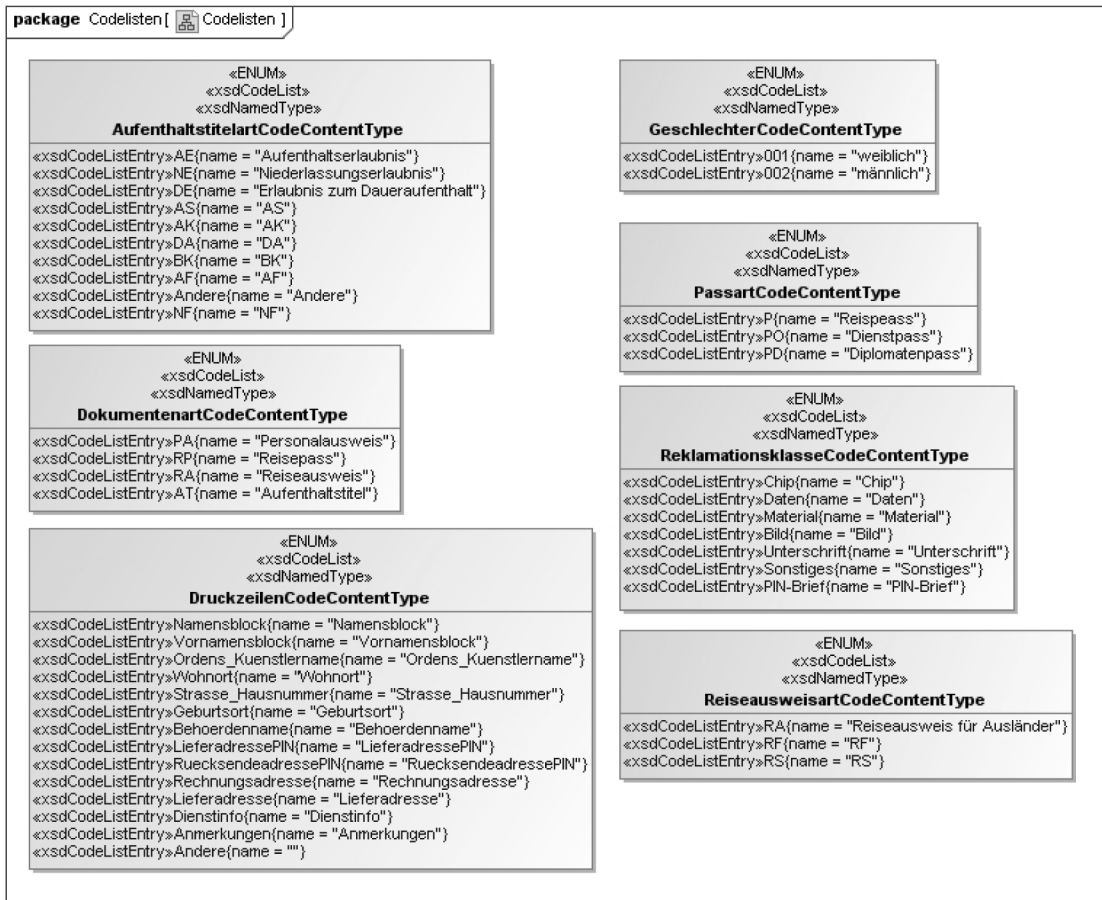 package Codelisten [ Codelisten ]
«ENUM»
«xsdCodeList»
«xsdNamedType»
AufenthaltstitelartCodeContentType
«xsdCodeListEntry»AE{name = "Aufenthaltserlaubnis"}
«xsdCodeListEntry»NE{name = "Niederlassungserlaubnis"}
«xsdCodeListEntry»DE{name = "Erlaubnis zum Daueraufenthalt"}
«xsdCodeListEntry»AS{name = "AS"}
«xsdCodeListEntry»AK{name = "AK"}
«xsdCodeListEntry»DA{name = "DA"}
«xsdCodeListEntry»BK{name = "BK"}
«xsdCodeListEntry»AF{name = "AF"}
«xsdCodeListEntry»Andere{name = "Andere"}
«xsdCodeListEntry»NF{name = "NF"}
«ENUM»
«xsdCodeList»
«xsdNamedType»
DokumentenartCodeContentType
«xsdCodeListEntry»PA{name = "Personalausweis"}
«xsdCodeListEntry»RP{name = "Reisepass"}
«xsdCodeListEntry»RA{name = "Reiseausweis"}
«xsdCodeListEntry»AT{name = "Aufenthaltstitel"}
«ENUM»
«xsdCodeList»
«xsdNamedType»
DruckzeilenCodeContentType
«xsdCodeListEntry»Namensblock{name = "Namensblock"}
«xsdCodeListEntry»Vornamensblock{name = "Vornamensblock"}
«xsdCodeListEntry»Ordens_Kuenstlername{name = "Ordens_Kuenstlername"}
«xsdCodeListEntry»Wohnort{name = "Wohnort"}
«xsdCodeListEntry»Strasse_Hausnummer{name = "Strasse_Hausnummer"}
«xsdCodeListEntry»Geburtsort{name = "Geburtsort"}
«xsdCodeListEntry»Behoerdenname{name = "Behoerdenname"}
«xsdCodeListEntry»LieferadressePIN{name = "LieferadressePIN"}
«xsdCodeListEntry»RuecksendeadressePIN{name = "RuecksendeadressePIN"}
«xsdCodeListEntry»Rechnungsadresse{name = "Rechnungsadresse"}
«xsdCodeListEntry»Lieferadresse{name = "Lieferadresse"}
«xsdCodeListEntry»Dienstinfo{name = "Dienstinfo"}
«xsdCodeListEntry»Anmerkungen{name = "Anmerkungen"}
«xsdCodeListEntry»Andere{name = ""}
«ENUM»
«xsdCodeList»
«xsdNamedType»
GeschlechterCodeContentType
«xsdCodeListEntry»001{name = "weiblich"}
«xsdCodeListEntry»002{name = "männlich"}
«ENUM»
«xsdCodeList»
«xsdNamedType»
PassartCodeContentType
«xsdCodeListEntry»P{name = "Reispeass"}
«xsdCodeListEntry»PO{name = "Dienstpass"}
«xsdCodeListEntry»PD{name = "Diplomatenpass"}
«ENUM»
«xsdCodeList»
«xsdNamedType»
ReklamationsklasseCodeContentType
«xsdCodeListEntry»Chip{name = "Chip"}
«xsdCodeListEntry»Daten{name = "Daten"}
«xsdCodeListEntry»Material{name = "Material"}
«xsdCodeListEntry»Bild{name = "Bild"}
«xsdCodeListEntry»Unterschrift{name = "Unterschrift"}
«xsdCodeListEntry»Sonstiges{name = "Sonstiges"}
«xsdCodeListEntry»PIN-Brief{name = "PIN-Brief"}
«ENUM»
«xsdCodeList»
«xsdNamedType»
ReiseausweisartCodeContentType
«xsdCodeListEntry»RA{name = "Reiseausweis für Ausländer"}
«xsdCodeListEntry»RF{name = "RF"}
«xsdCodeListEntry»RS{name = "RS"}